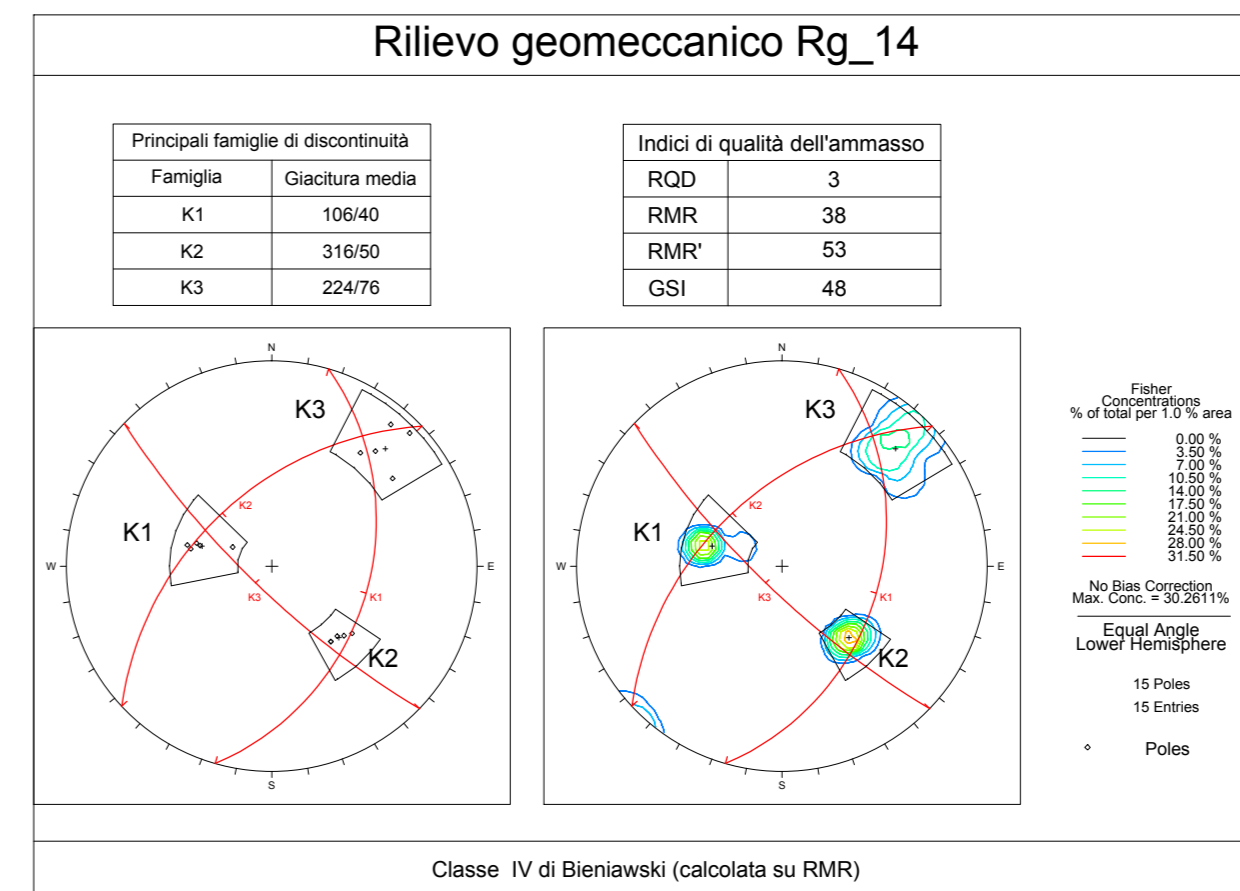 Rilievo geomeccanico Rg_14
Principali famiglie di discontinuità
Famiglia Giacitura media
K1 106/40
K2 316/50
K3 224/76
Indici di qualità dell'ammasso
RQD 3
RMR 38
RMR' 53
GSI 48
N
K3
K2
K1
W
E
K3
K1
K2
S
N
K3
K2
K1
W
E
K3
K1
K2
S
Fisher
Concentrations
% of total per 1.0 % area
0.00 %
3.50 %
7.00 %
10.50 %
14.00 %
17.50 %
21.00 %
24.50 %
28.00 %
31.50 %
No Bias Correction
Max. Conc. = 30.2611%
Equal Angle
Lower Hemisphere
15 Poles
15 Entries
Poles
Classe IV di Bieniawski (calcolata su RMR)